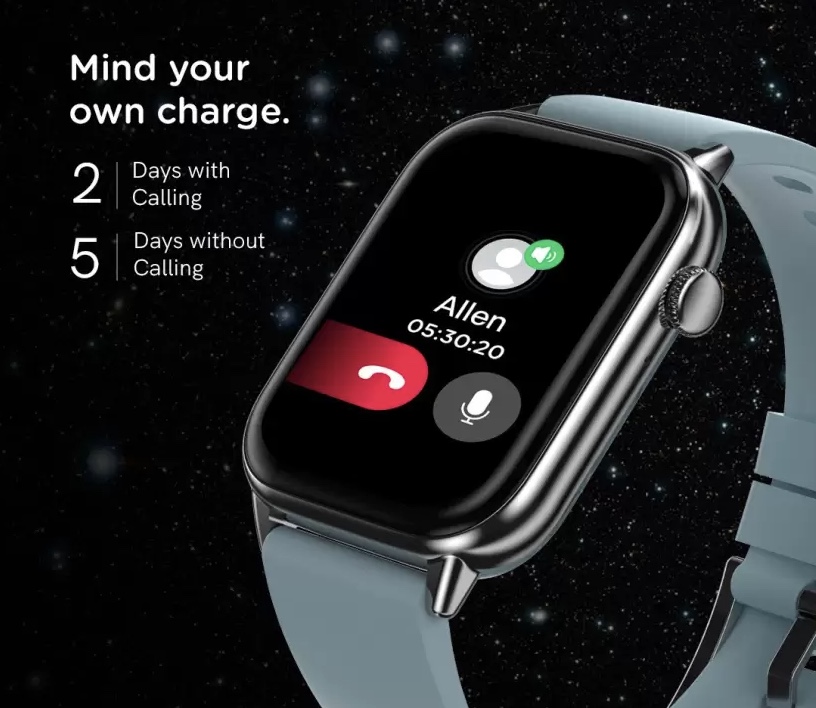 Mind your
own charge.
2
Days with
Calling
5
Days without
Calling
Allen
05:30:20